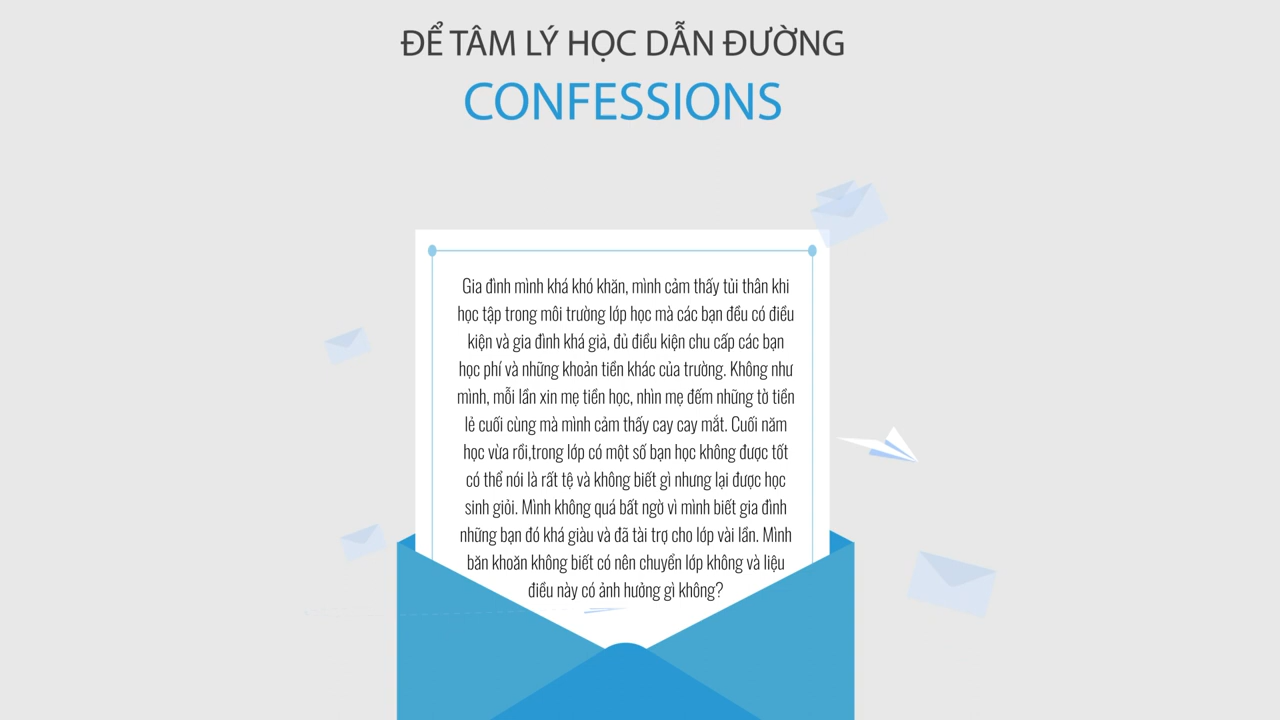 ĐỂ TÂM LÝ HỌC DẪN ĐƯỜNG
CONFESSIONS
Gia đình mình khá khó khăn, mình cảm thấy tủi thân khi
học tập trong môi trường lớp học mà các bạn đều có điều
kiện và gia đình khá giả, đủ điều kiện chu cấp các bạn
học phí và những khoản tiền khác của trường. Không như
mình, mỗi lần xin mẹ tiền học, nhìn mẹ đếm những tờ tiền
lẻ cuối cùng mà mình cảm thấy cay cay mắt. Cuối năm
học vừa rồi,trong lớp có một số bạn học không được tốt
có thể nói là rất tệ và không biết gì nhưng lại được học
sinh giỏi. Mình không quá bất ngờ vì mình biết gia đình
những bạn đó khá giàu và đã tài trợ cho lớp vài lần. Mình
băn khoăn không biết có nên chuyển lớp không và liệu
điều này có ảnh hưởng gì không?